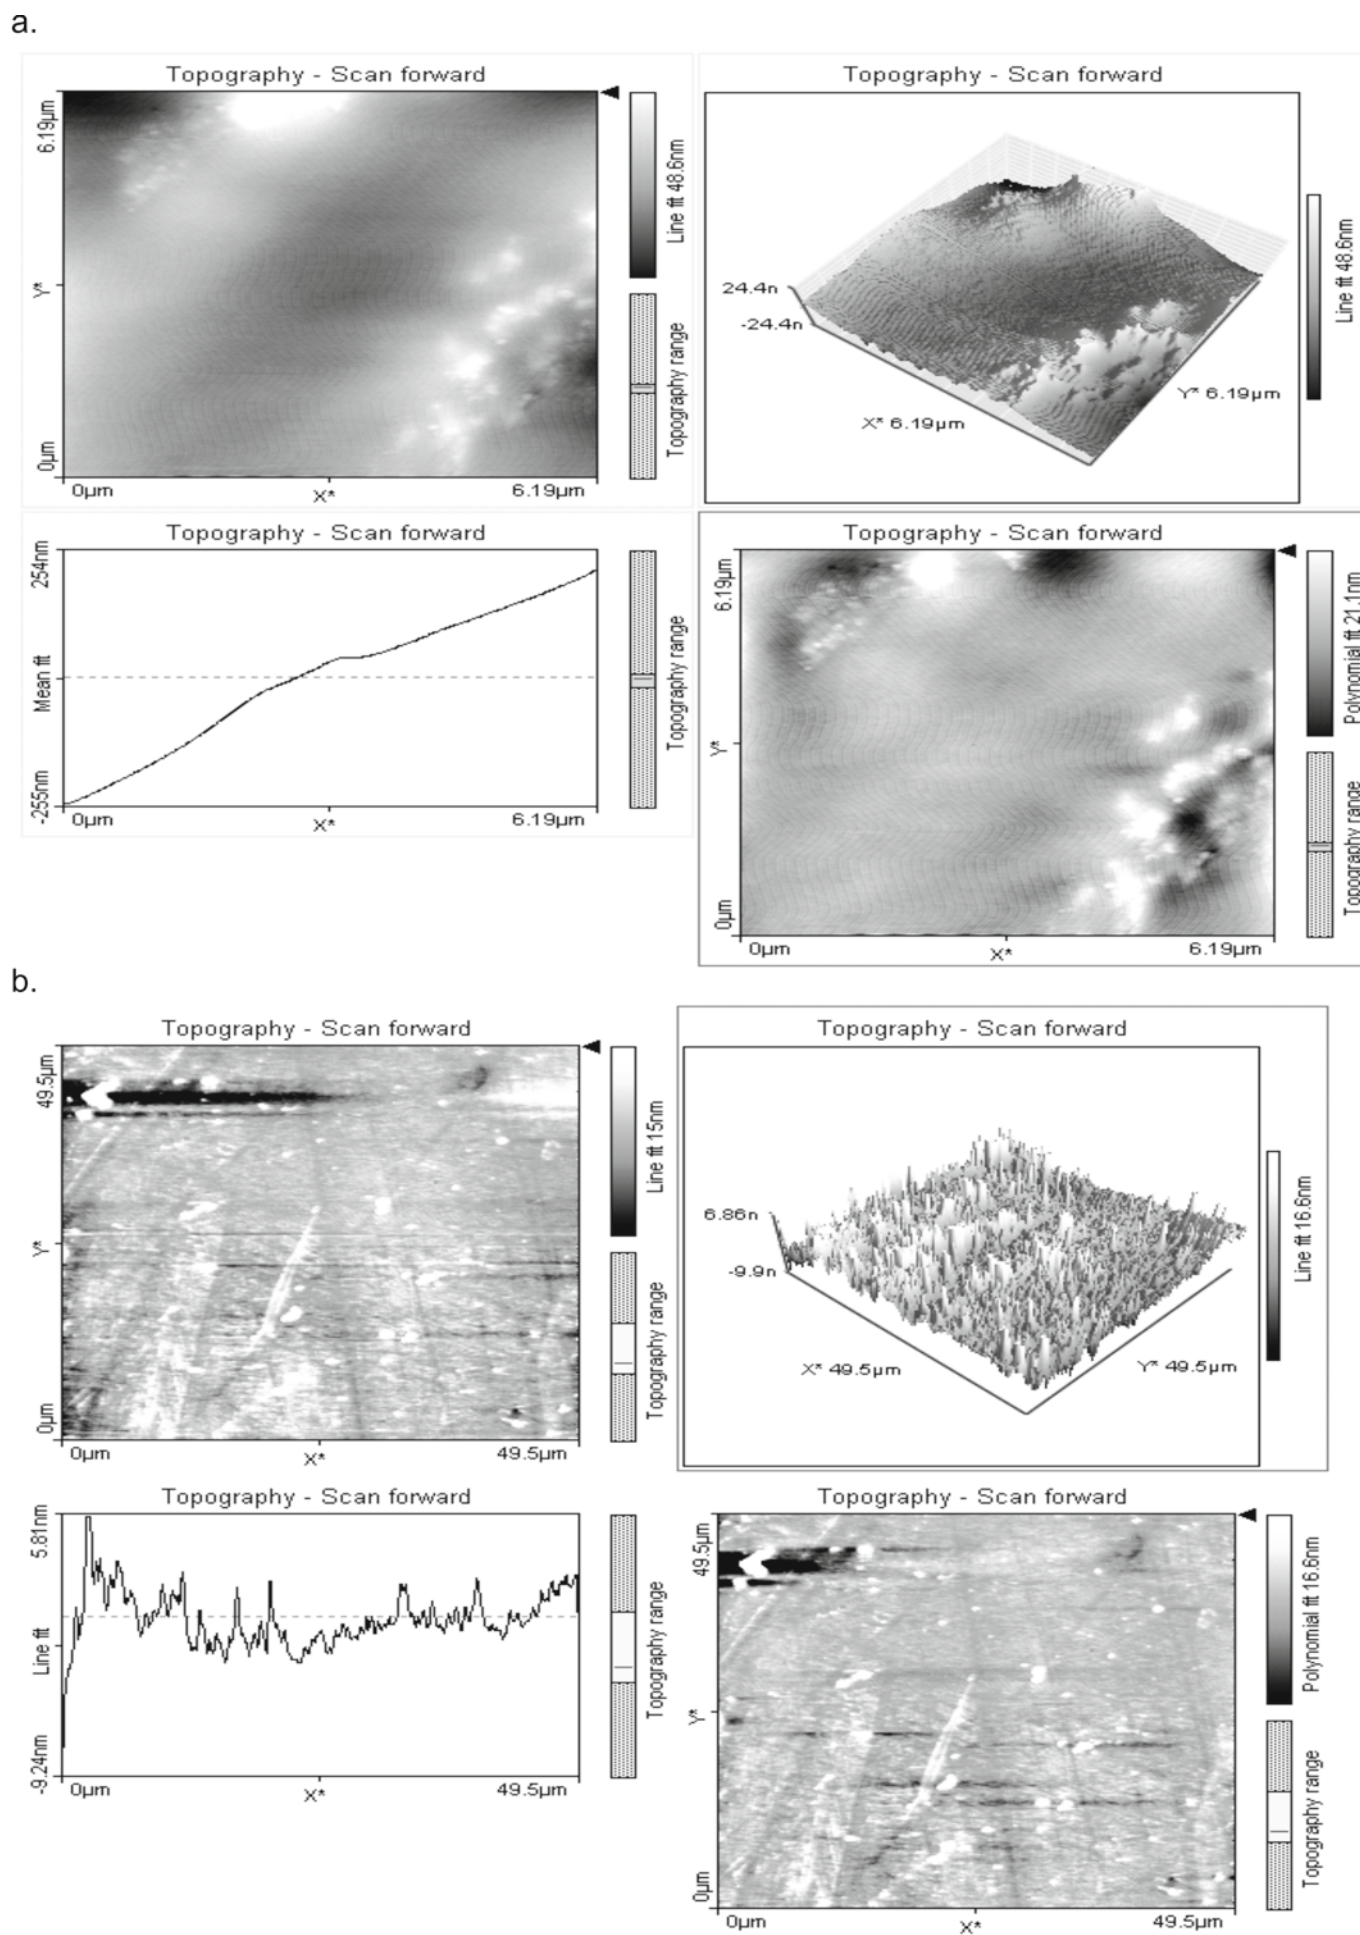 a.
Topography - Scan forward
6.19µm
Y*
0µm
0µm
X*
6.19µm
Line fit 48.6nm
Topography range
Topography - Scan forward
24.4n
-24.4n
X* 6.19µm
Y* 6.19µm
Line fit 48.6nm
Topography - Scan forward
254nm
Mean fit
-255nm
0µm
X*
6.19µm
Topography range
Topography - Scan forward
6.19µm
Y*
0µm
0µm
X*
6.19µm
Polynomial fit 21.1nm
Topography range
b.
Topography - Scan forward
49.5µm
Y*
0µm
0µm
X*
49.5µm
Line fit 15nm
Topography range
Topography - Scan forward
6.86n
-9.9n
X* 49.5µm
Y* 49.5µm
Line fit 16.6nm
Topography - Scan forward
5.81nm
Line fit
-9.24nm
0µm
X*
49.5µm
Topography range
Topography - Scan forward
49.5µm
Y*
0µm
0µm
X*
49.5µm
Polynomial fit 16.6nm
Topography range